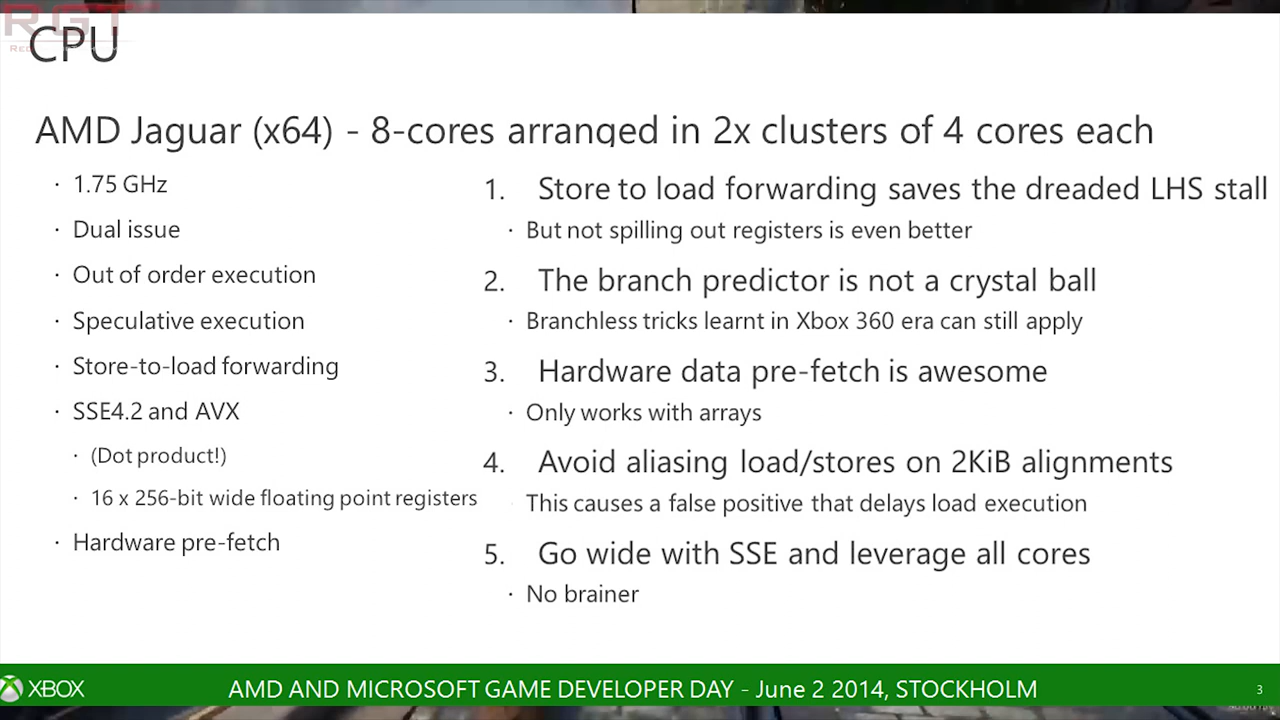 RGT
CPU
AMD Jaguar (x64) - 8-cores arranged in 2x clusters of 4 cores each
· 1.75 GHz
· Dual issue
· Out of order execution
· Speculative execution
· Store-to-load forwarding
· SSE4.2 and AVX
· (Dot product!)
· 16 x 256-bit wide floating point registers
· Hardware pre-fetch
1. Store to load forwarding saves the dreaded LHS stall
· But not spilling out registers is even better
2. The branch predictor is not a crystal ball
· Branchless tricks learnt in Xbox 360 era can still apply
3. Hardware data pre-fetch is awesome
· Only works with arrays
4. Avoid aliasing load/stores on 2KiB alignments
This causes a false positive that delays load execution
5. Go wide with SSE and leverage all cores
· No brainer
XBOX
AMD AND MICROSOFT GAME DEVELOPER DAY - June 2 2014, STOCKHOLM
3